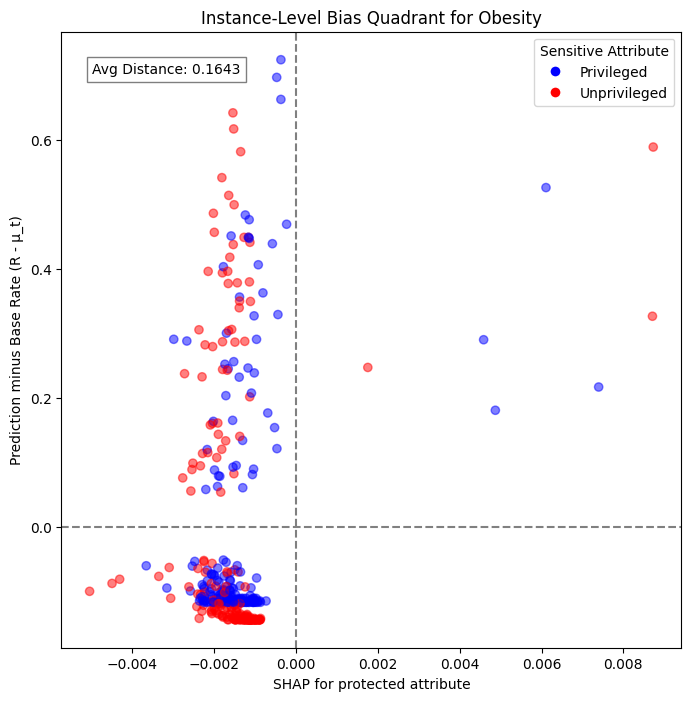 Instance-Level Bias Quadrant for Obesity
Avg Distance: 0.1643
Sensitive Attribute
Privileged
Unprivileged
Prediction minus Base Rate (R - μ_t)
0.6
0.4
0.2
0.0
−0.004 −0.002 0.000 0.002 0.004 0.006 0.008
SHAP for protected attribute